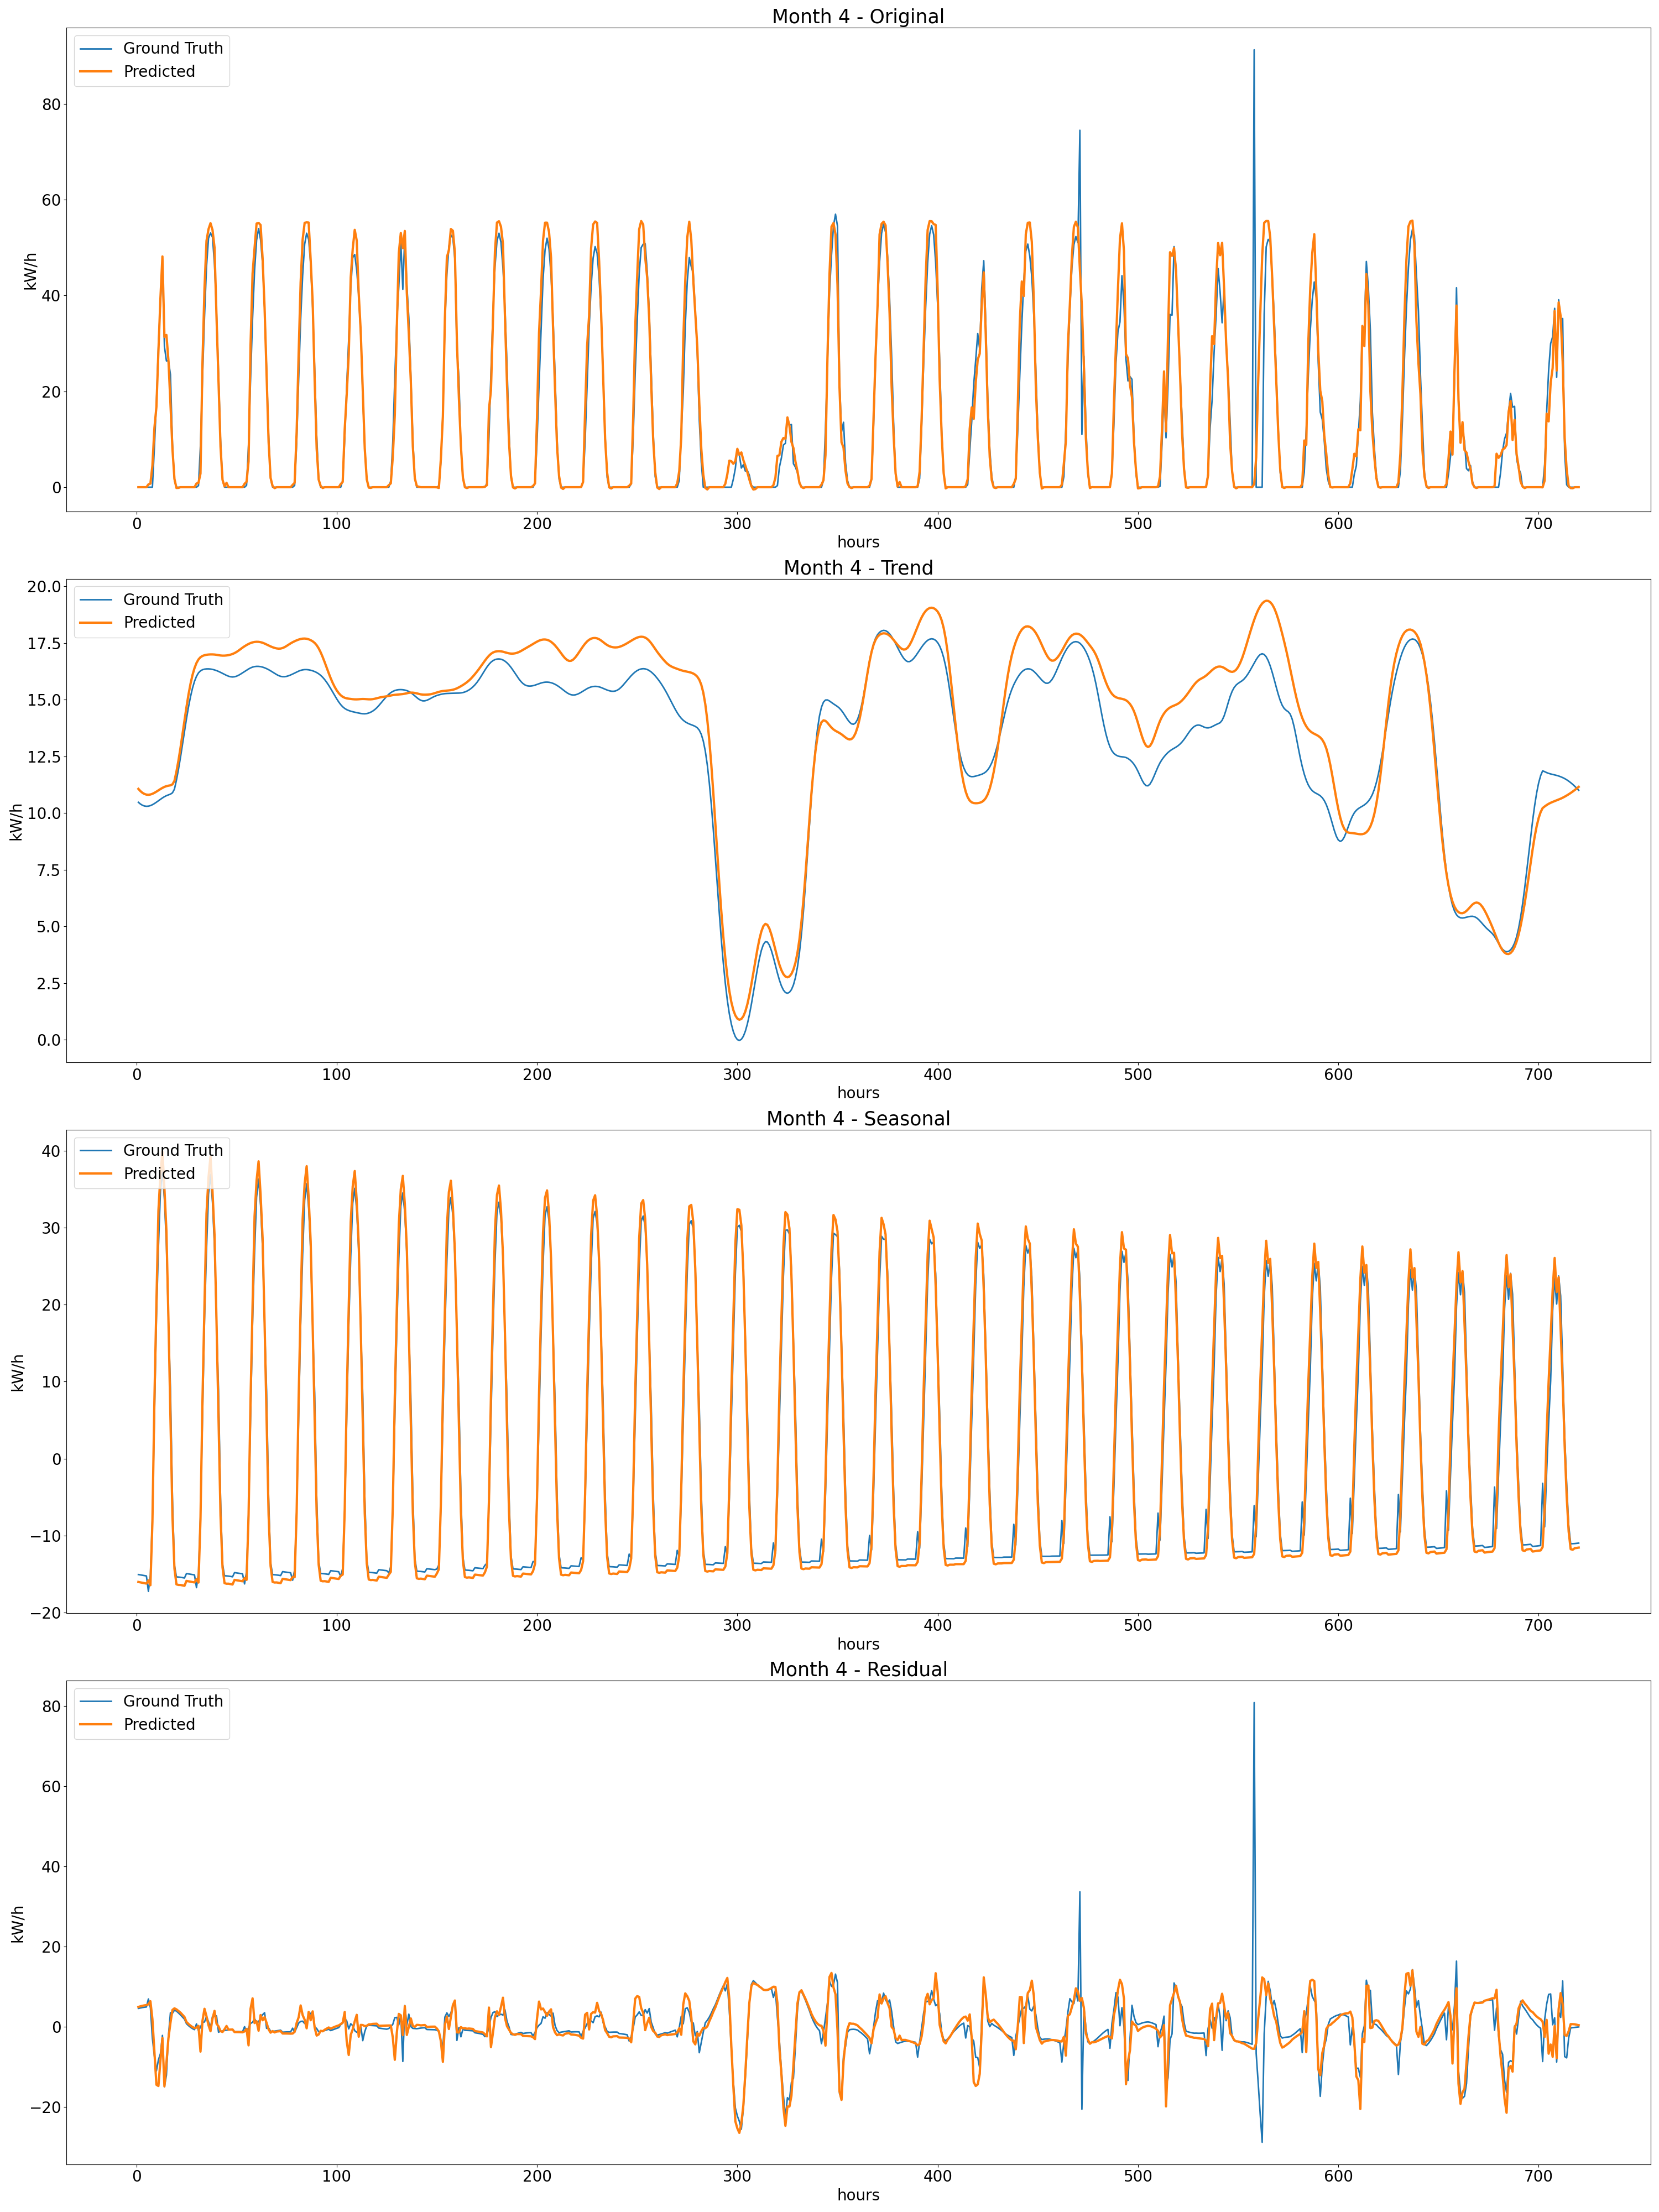 Month 4 - Original
Ground Truth
Predicted
kW/h
80
60
40
20
0
0 100 200 300 400 500 600 700
hours
Month 4 - Trend
Ground Truth
Predicted
kW/h
20.0
17.5
15.0
12.5
10.0
7.5
5.0
2.5
0.0
0 100 200 300 400 500 600 700
hours
Month 4 - Seasonal
Ground Truth
Predicted
kW/h
40
30
20
10
0
−10
−20
0 100 200 300 400 500 600 700
hours
Month 4 - Residual
Ground Truth
Predicted
kW/h
80
60
40
20
0
−20
0 100 200 300 400 500 600 700
hours